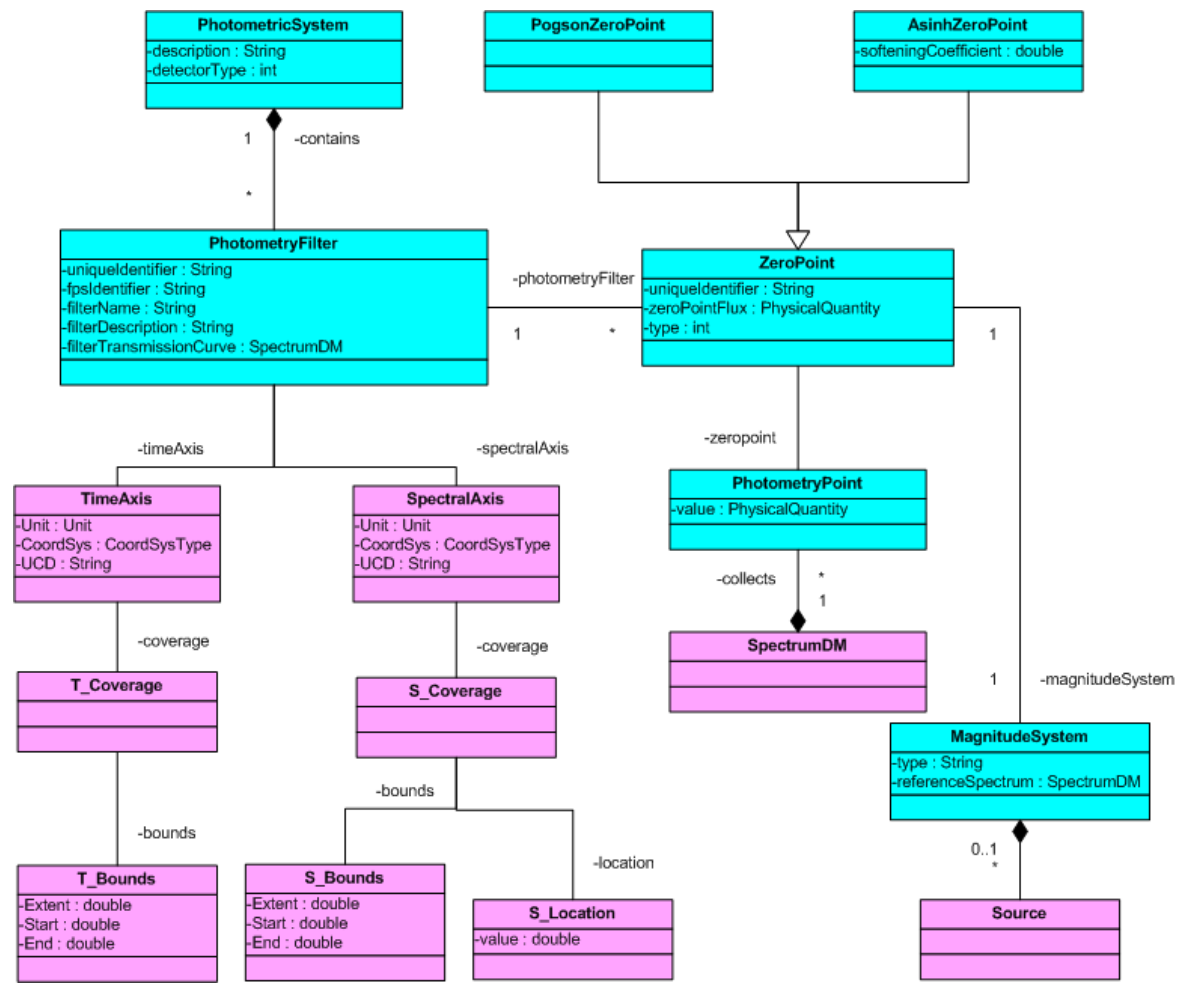 PhotometricSystem
-description : String
-detectorType : int
PogsonZeroPoint
AsinhZeroPoint
-softeningCoefficient : double
1
-contains
*
PhotometryFilter
-uniqueIdentifier : String
-fpsIdentifier : String
-filterName : String
-filterDescription : String
-filterTransmissionCurve : SpectrumDM
-photometryFilter
1
*
ZeroPoint
-uniqueIdentifier : String
-zeroPointFlux : PhysicalQuantity
-type : int
1
-timeAxis
-spectralAxis
-zeropoint
TimeAxis
-Unit : Unit
-CoordSys : CoordSysType
-UCD : String
SpectralAxis
-Unit : Unit
-CoordSys : CoordSysType
-UCD : String
PhotometryPoint
-value : PhysicalQuantity
-collects
*
1
-coverage
-coverage
SpectrumDM
T_Coverage
S_Coverage
1
-magnitudeSystem
MagnitudeSystem
-type : String
-referenceSpectrum : SpectrumDM
-bounds
-bounds
0..1
*
-location
T_Bounds
-Extent : double
-Start : double
-End : double
S_Bounds
-Extent : double
-Start : double
-End : double
S_Location
-value : double
Source